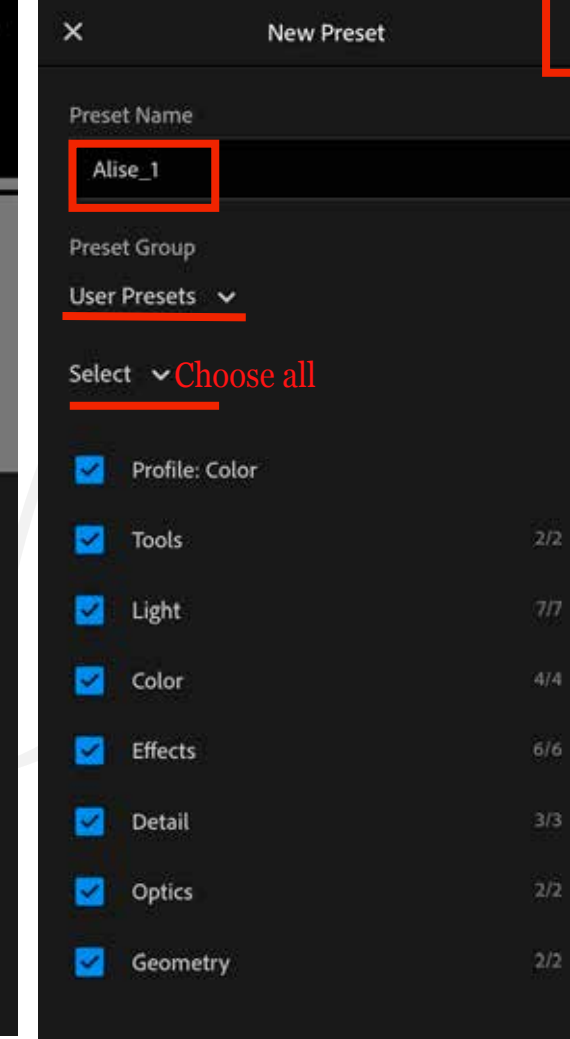 New Preset
Preset Name
Alise_1
Preset Group
User Presets
Select Choose all
Profile: Color
Tools 2/2
Light 7/7
Color 4/4
Effects 6/6
Detail 3/3
Optics 2/2
Geometry 2/2